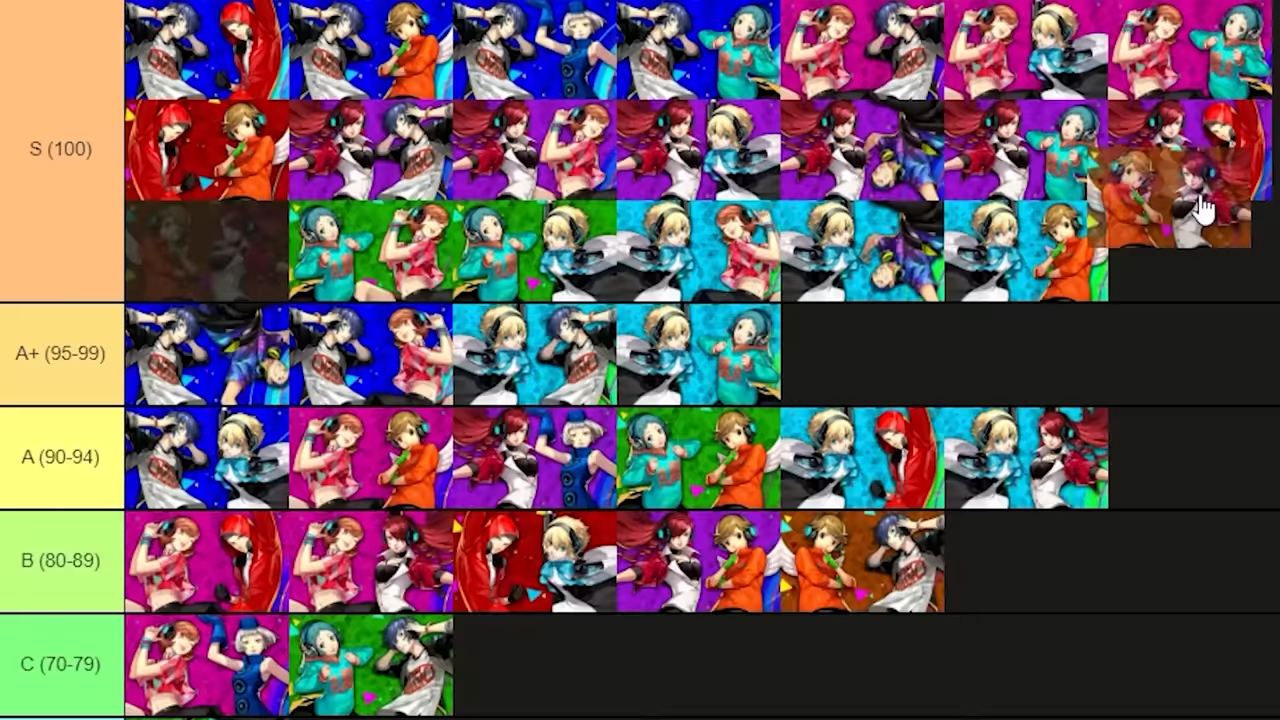 S (100)
A+ (95-99)
A (90-94)
B (80-89)
C (70-79)